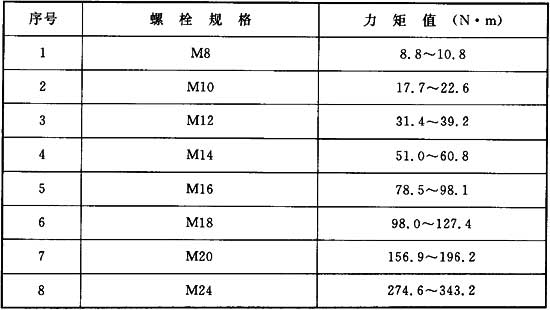 序号 螺栓规格 力矩值(N·m)
1 M8 8.8～10.8
2 M10 17.7～22.6
3 M12 31.4～39.2
4 M14 51.0～60.8
5 M16 78.5～98.1
6 M18 98.0～127.4
7 M20 156.9～196.2
8 M24 274.6～343.2